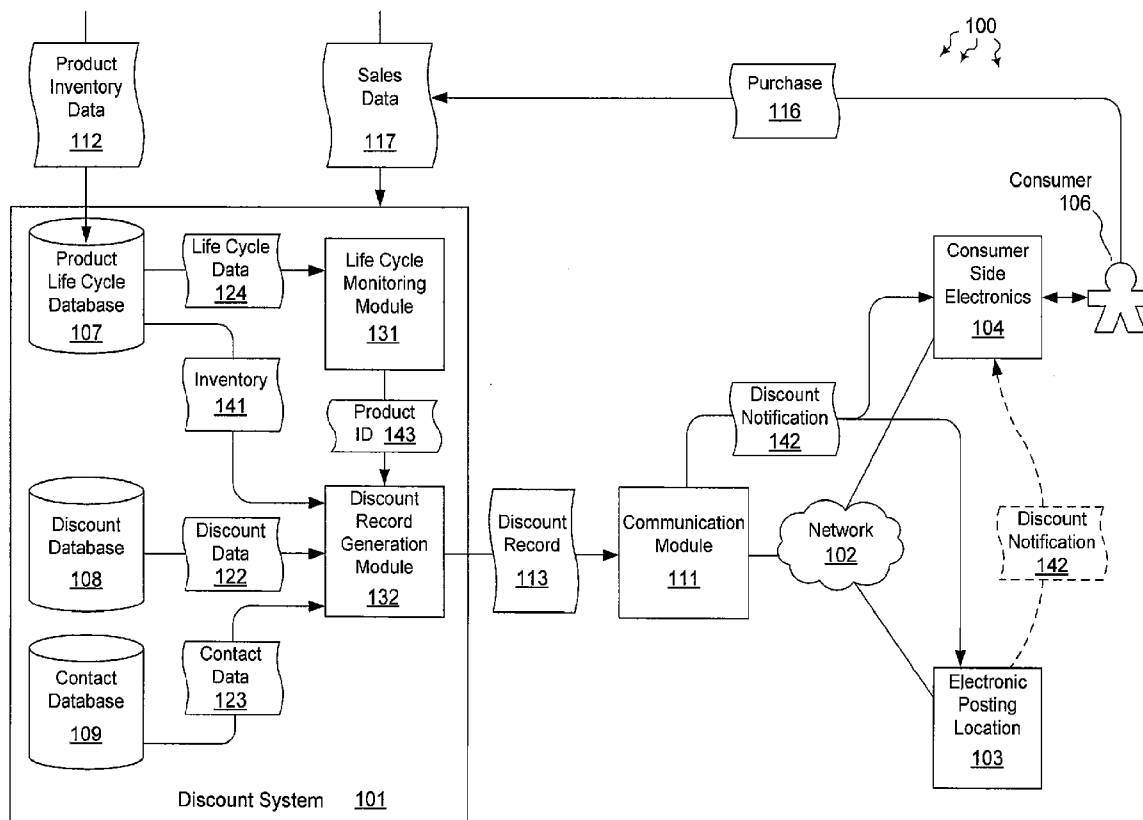 100
Product
Inventory
Data
112
Sales
Data
117
Purchase
116
Consumer
106
Product
Life Cycle
Database
107
Life Cycle
Data
124
Life Cycle
Monitoring
Module
131
Consumer
Side
Electronics
104
Inventory
141
Product
ID 143
Discount
Notification
142
Discount
Database
108
Discount
Data
122
Discount
Record
Generation
Module
132
Discount
Record
113
Communication
Module
111
Network
102
Discount
Notification
142
Contact
Database
109
Contact
Data
123
Electronic
Posting
Location
103
Discount System 101